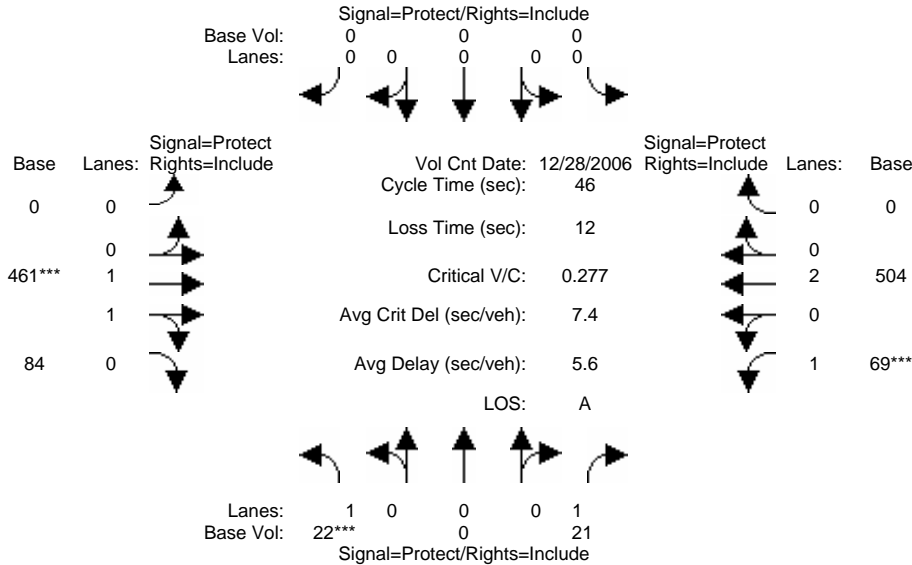 Signal=Protect/Rights=Include
Base Vol: 0 0 0
Lanes: 0 0 0 0 0
Signal=Protect Signal=Protect
Base Lanes: Rights=Include Vol Cnt Date: 12/28/2006 Rights=Include Lanes: Base
Cycle Time (sec): 46
0 0 0 0
Loss Time (sec): 12
0 0
461*** 1 Critical V/C: 0.277 2 504
1 Avg Crit Del (sec/veh): 7.4 0
84 0 Avg Delay (sec/veh): 5.6 1 69***
LOS: A
Lanes: 1 0 0 0 1
Base Vol: 22*** 0 21
Signal=Protect/Rights=Include